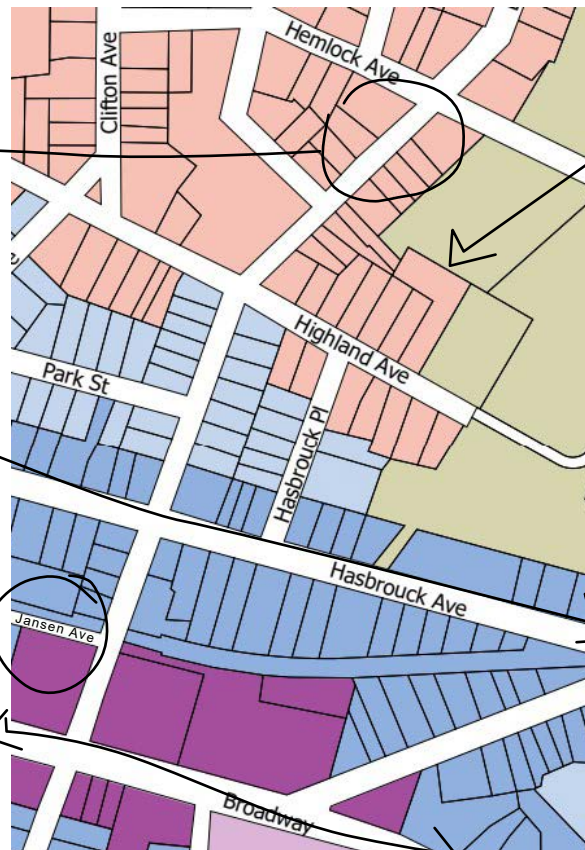 Hemlock Ave
Clifton Ave
Highland Ave
Park St
Hasbrouck Pl
Hasbrouck Ave
Jansen Ave
Broadway